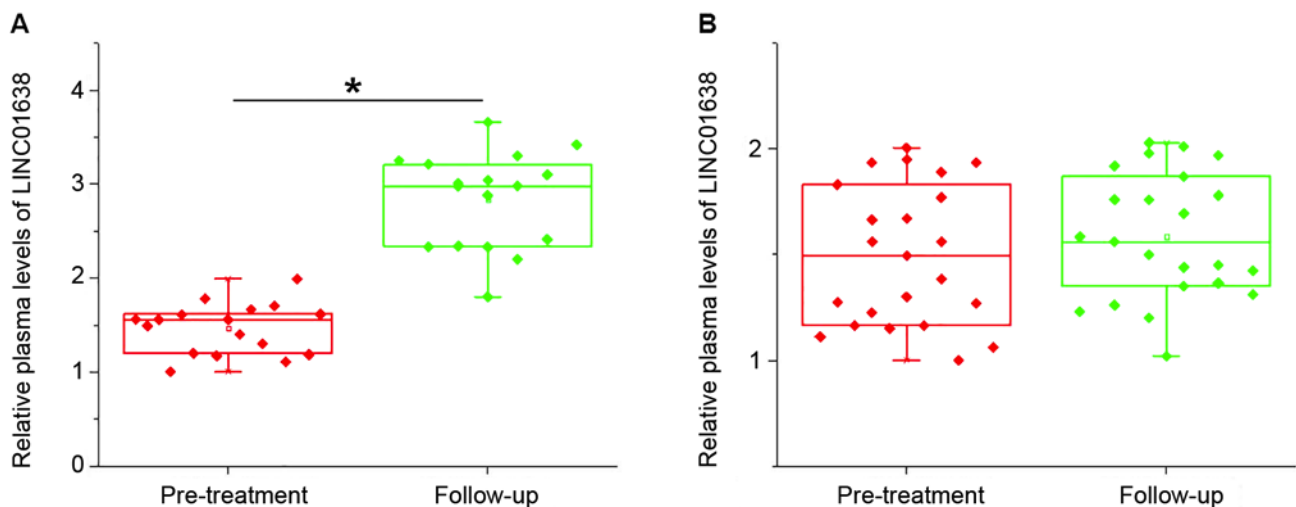 A
Relative plasma levels of LINC01638
4
3
2
1
0
*
Pre-treatment
Follow-up
B
Relative plasma levels of LINC01638
2
1
Pre-treatment
Follow-up